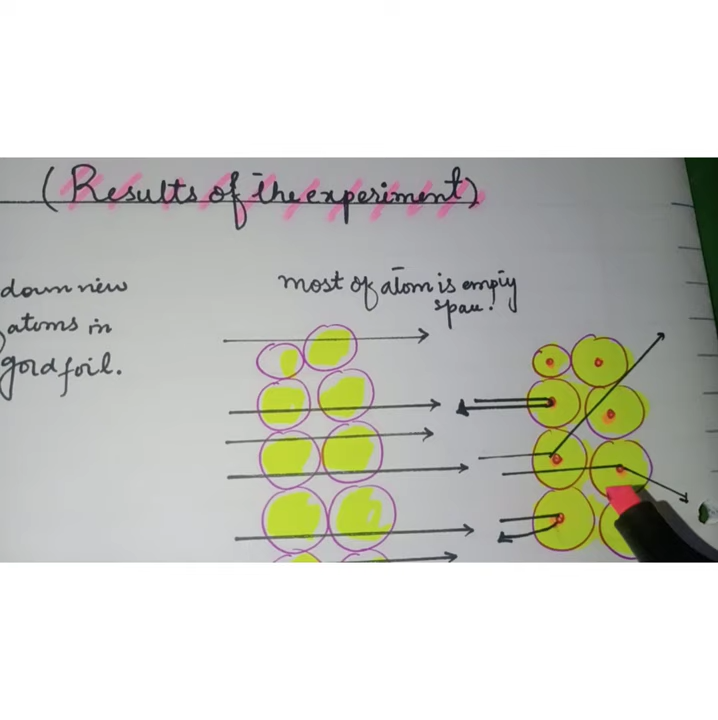 (Results of the experiment)
down new
atoms in
gold foil.
most of atom is empty
space.